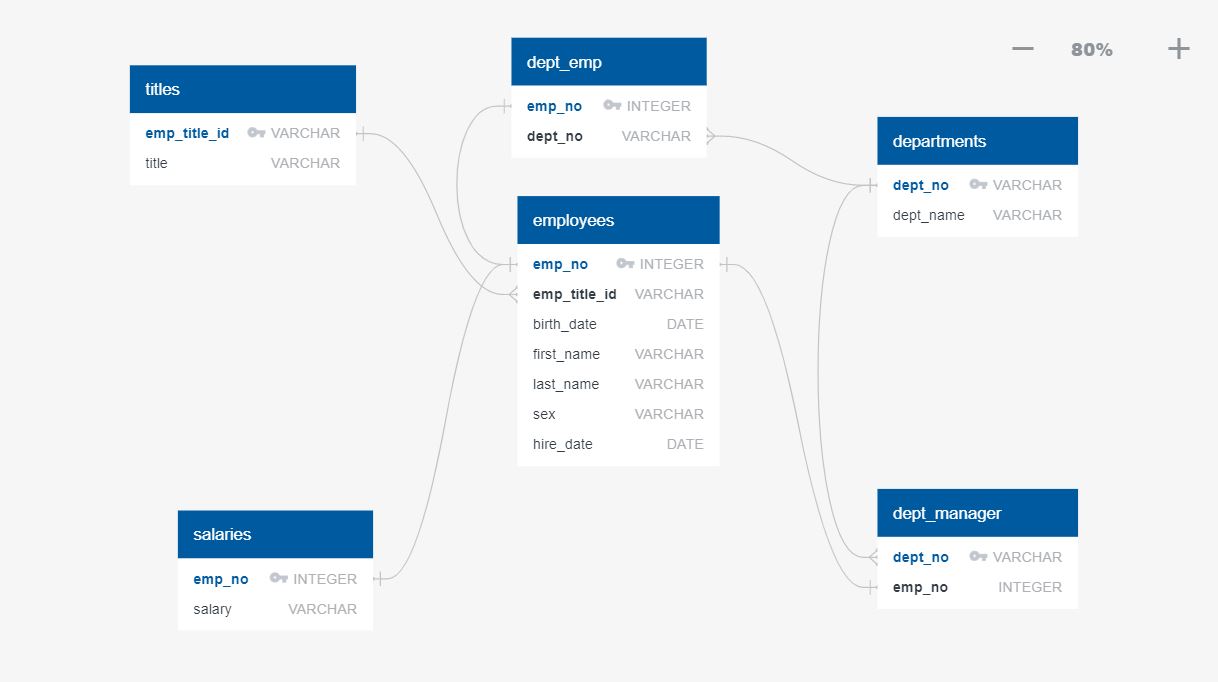 80%
titles
emp_title_id VARCHAR
title VARCHAR
dept_emp
emp_no INTEGER
dept_no VARCHAR
departments
dept_no VARCHAR
dept_name VARCHAR
employees
emp_no INTEGER
emp_title_id VARCHAR
birth_date DATE
first_name VARCHAR
last_name VARCHAR
sex VARCHAR
hire_date DATE
salaries
emp_no INTEGER
salary VARCHAR
dept_manager
dept_no VARCHAR
emp_no INTEGER